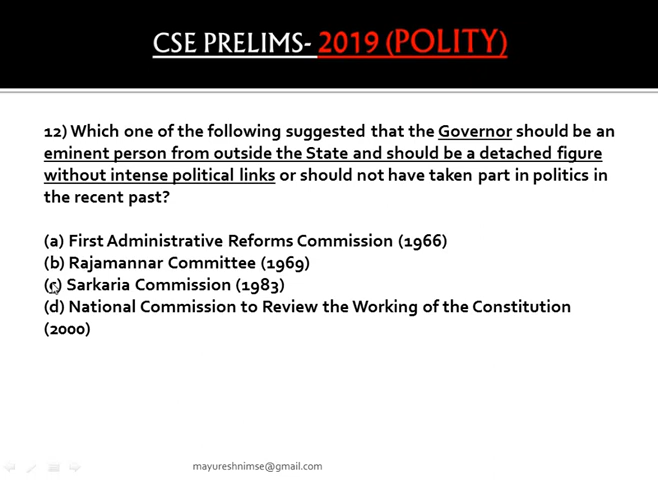 CSE PRELIMS- 2019 (POLITY)
12) Which one of the following suggested that the Governor should be an
eminent person from outside the State and should be a detached figure
without intense political links or should not have taken part in politics in
the recent past?
(a) First Administrative Reforms Commission (1966)
(b) Rajamannar Committee (1969)
(c) Sarkaria Commission (1983)
(d) National Commission to Review the Working of the Constitution
(2000)
mayureshnimse@gmail.com